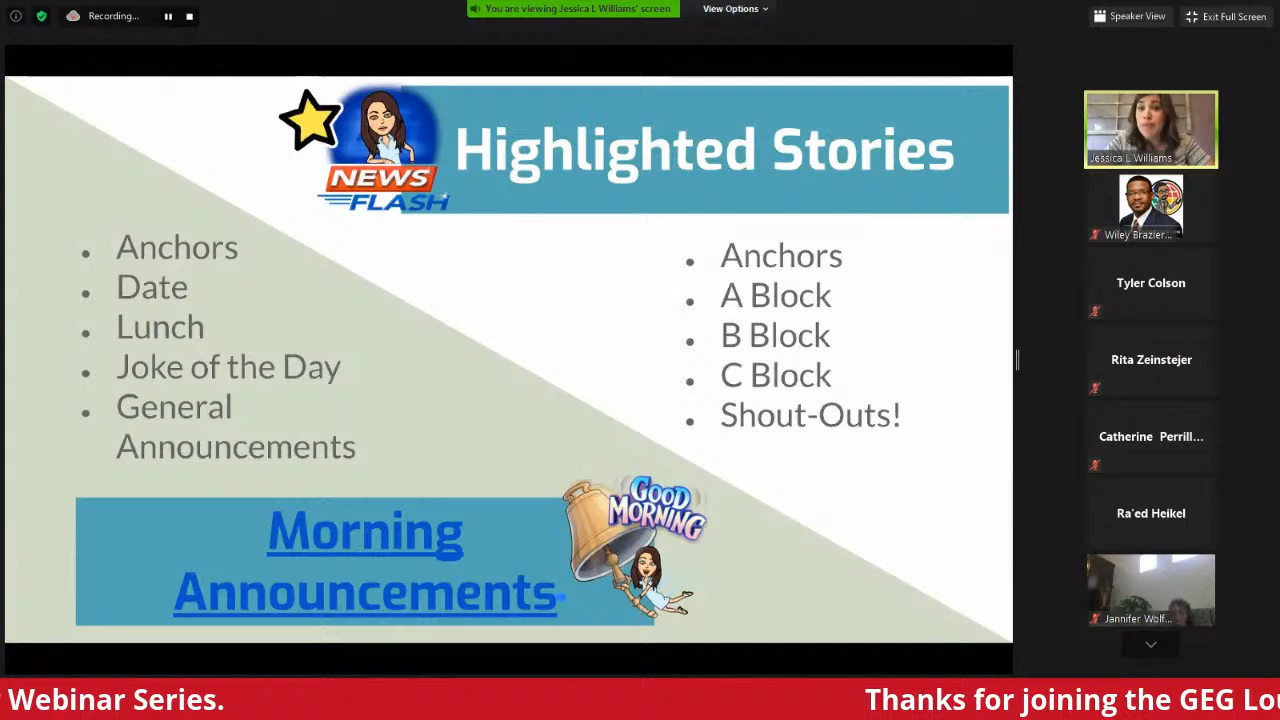 Recording...
You are viewing Jessica L Williams' screen
View Options
Speaker View
Exit Full Screen
NEWS
FLASH
Highlighted Stories
Anchors
Date
Lunch
Joke of the Day
General
Announcements
Anchors
A Block
B Block
C Block
Shout-Outs!
GOOD
MORNING
Morning
Announcements
Jessica L Williams
Wiley Brazier...
Tyler Colson
Rita Zeinstejer
Catherine Perrill...
Ra'ed Heikel
Jannifer Wolf...
Webinar Series.
Thanks for joining the GEG Lou